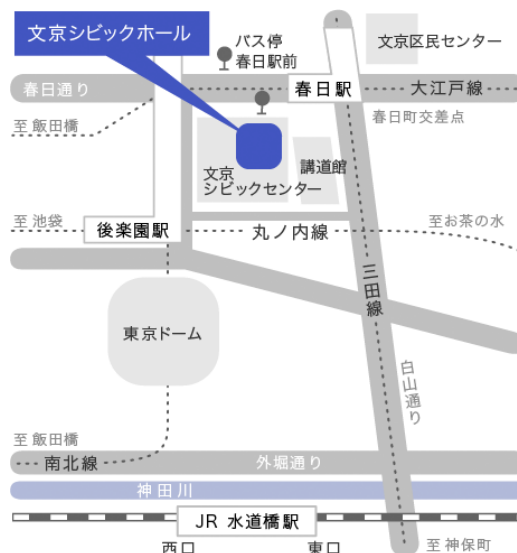 文京シビックホール
バス停
春日駅前
文京区民センター
春日通り
春日駅
大江戸線
至 飯田橋
春日町交差点
文京
シビックセンター
講道館
至 池袋
後楽園駅
丸ノ内線
至お茶の水
三田線
東京ドーム
白山通り
至 飯田橋
南北線
外堀通り
神田川
JR 水道橋駅
西口
東口
至 神保町